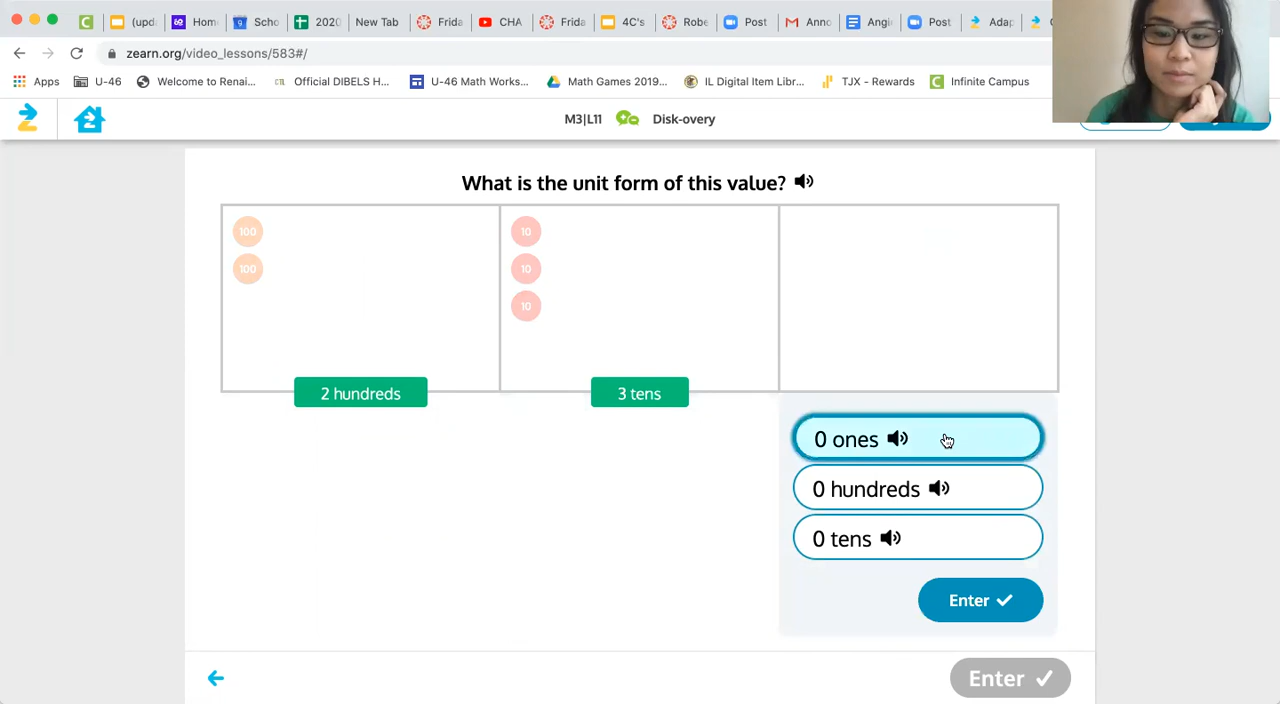 (upd Hom Scho 2020 New Tab Frida CHA Frida 4C's Robe Post Anno Angi Post Adap
zearn.org/video_lessons/583#/
Apps U-46 Welcome to Renai... Official DIBELS H... U-46 Math Works... Math Games 2019... IL Digital Item Libr... TJX - Rewards Infinite Campus
M3|L11 Disk-overy
What is the unit form of this value?
100 10
100 10
10
2 hundreds 3 tens
0 ones
0 hundreds
0 tens
Enter
Enter